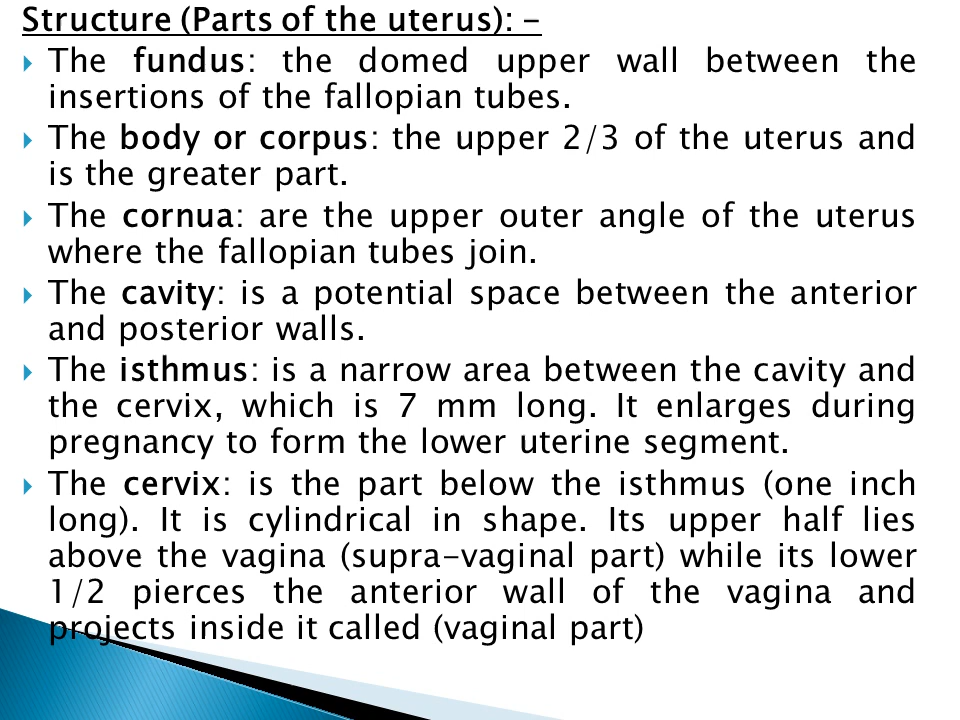 Structure (Parts of the uterus): -
The fundus: the domed upper wall between the
insertions of the fallopian tubes.
The body or corpus: the upper 2/3 of the uterus and
is the greater part.
The cornua: are the upper outer angle of the uterus
where the fallopian tubes join.
The cavity: is a potential space between the anterior
and posterior walls.
The isthmus: is a narrow area between the cavity and
the cervix, which is 7 mm long. It enlarges during
pregnancy to form the lower uterine segment.
The cervix: is the part below the isthmus (one inch
long). It is cylindrical in shape. Its upper half lies
above the vagina (supra-vaginal part) while its lower
1/2 pierces the anterior wall of the vagina and
projects inside it called (vaginal part)